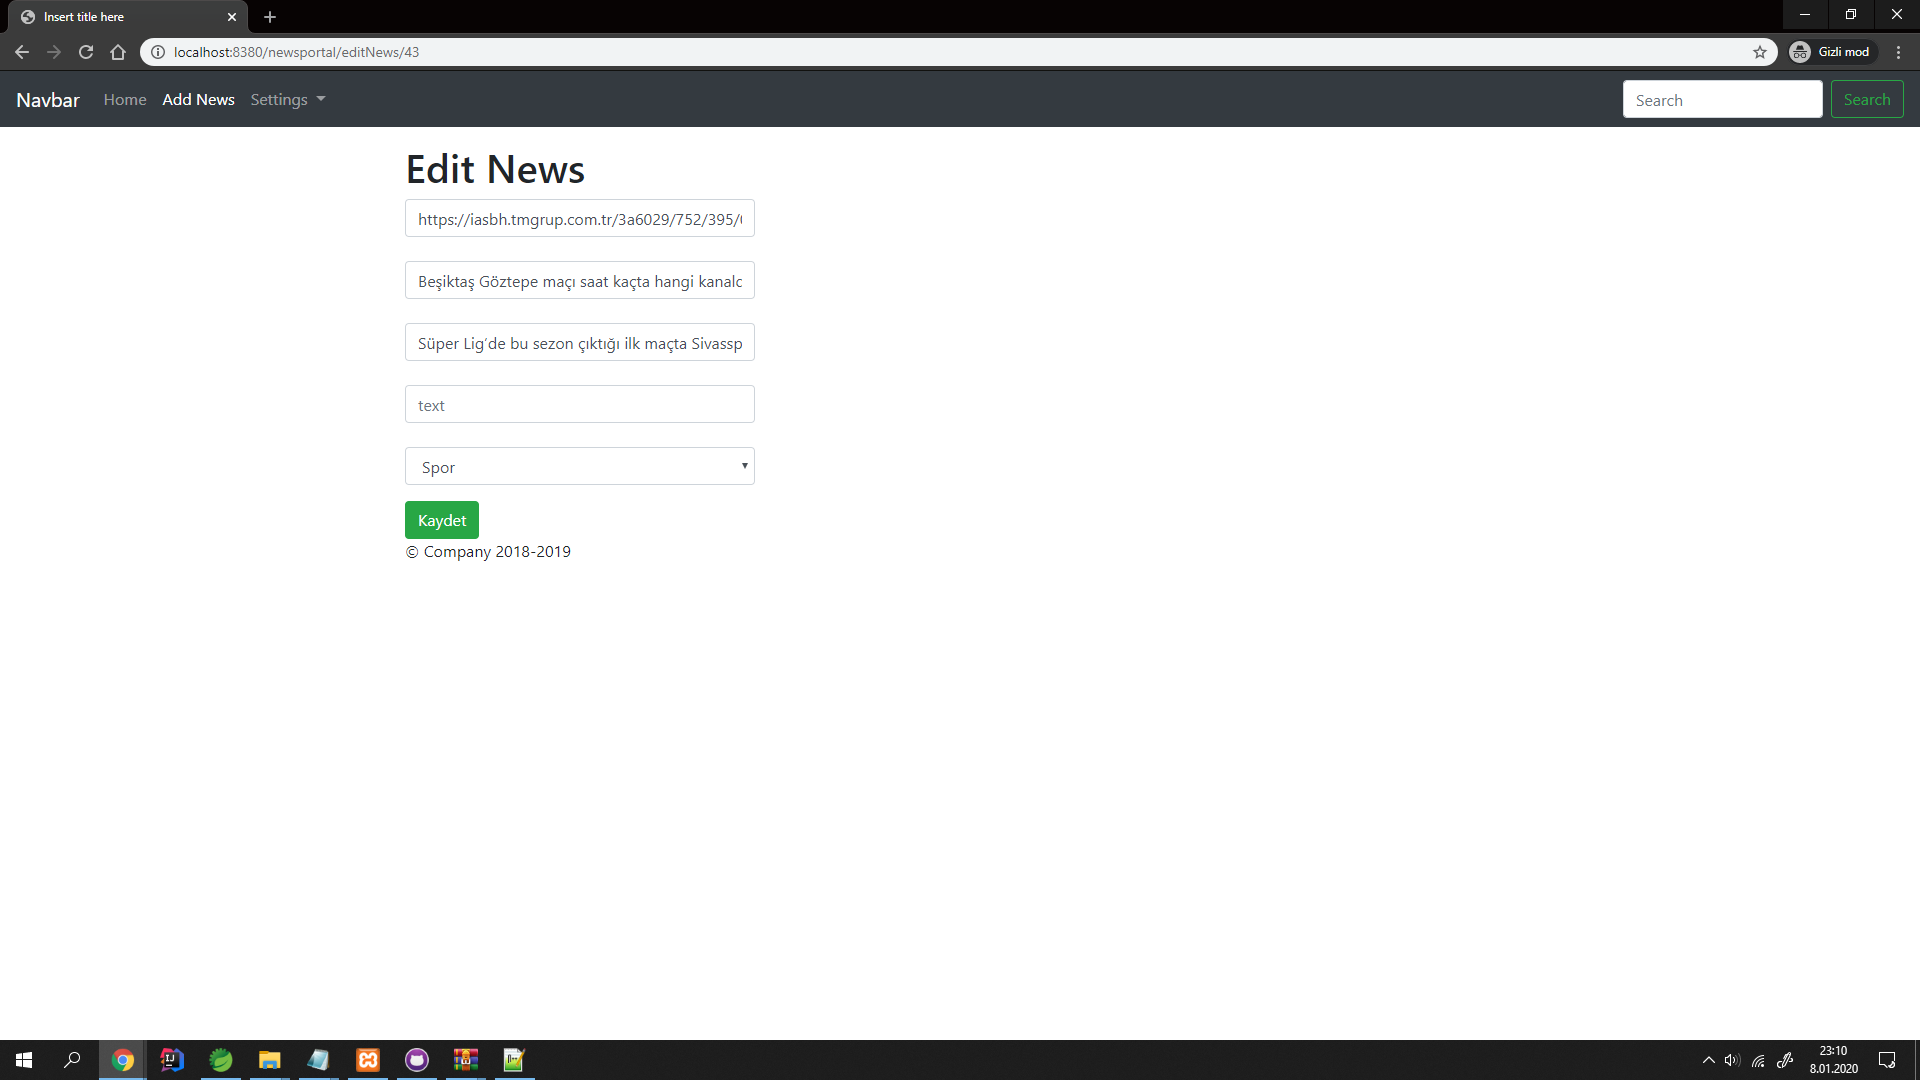 Insert title here
localhost:8380/newsportal/editNews/43
Gizli mod
Navbar Home Add News Settings Search Search
Edit News
https://iasbh.tmgrup.com.tr/3a6029/752/395/
Beşiktaş Göztepe maçı saat kaçta hangi
Süper Lig'de bu sezon çıktığı ilk maçta Sivassp
text
Spor
Kaydet
© Company 2018-2019
23:10
8.01.2020